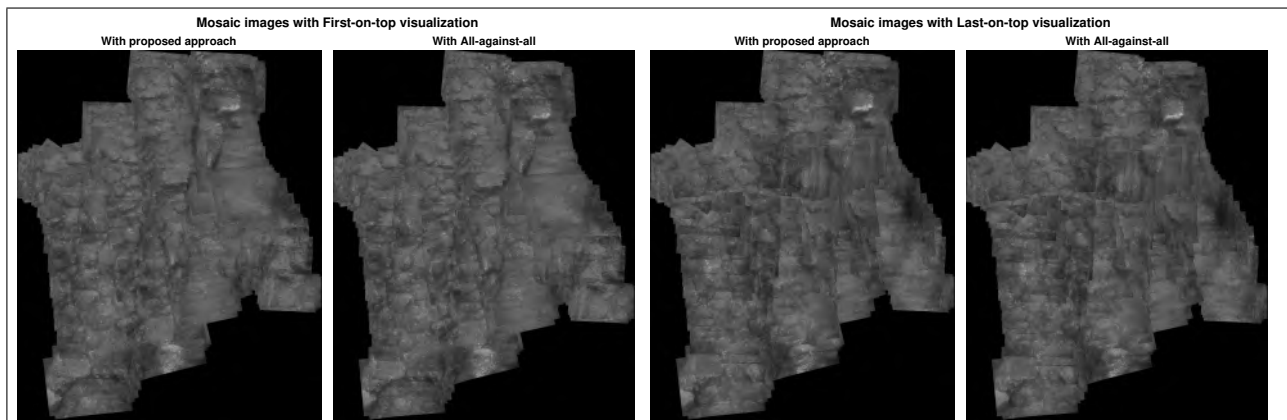 Mosaic images with First-on-top visualization
Mosaic images with Last-on-top visualization
With proposed approach
With All-against-all
With proposed approach
With All-against-all